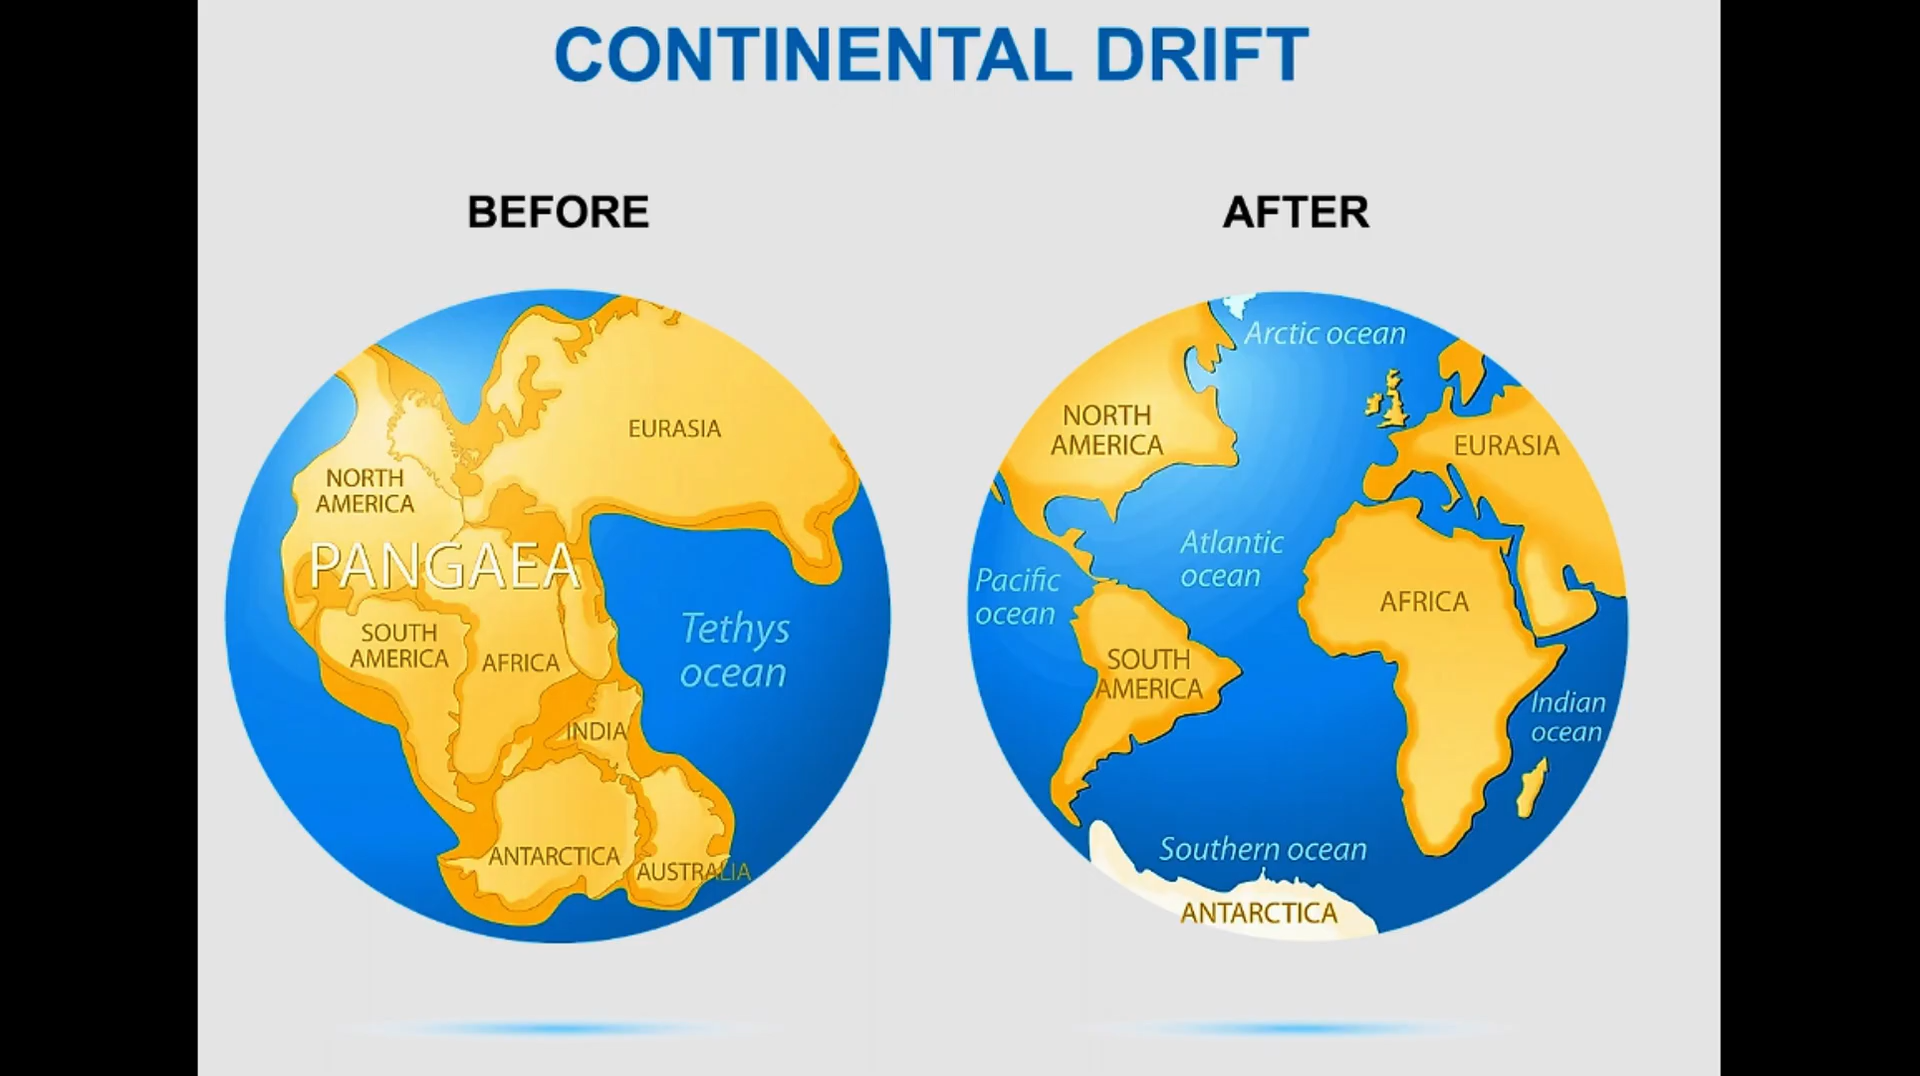 CONTINENTAL DRIFT
BEFORE
EURASIA
NORTH
AMERICA
PANGAEA
SOUTH
AMERICA
AFRICA
Tethys
ocean
INDIA
ANTARCTICA
AUSTRALIA
AFTER
Arctic ocean
NORTH
AMERICA
EURASIA
Atlantic
ocean
Pacific
ocean
AFRICA
SOUTH
AMERICA
Indian
ocean
Southern ocean
ANTARCTICA